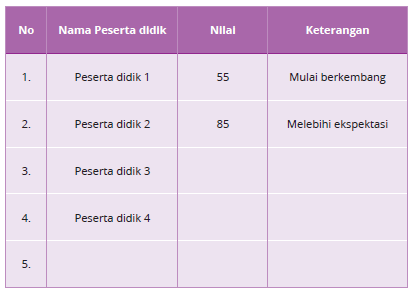 No Nama Peserta didik Nilai Keterangan
1. Peserta didik 1 55 Mulai berkembang
2. Peserta didik 2 85 Melebihi ekspektasi
3. Peserta didik 3
4. Peserta didik 4
5.